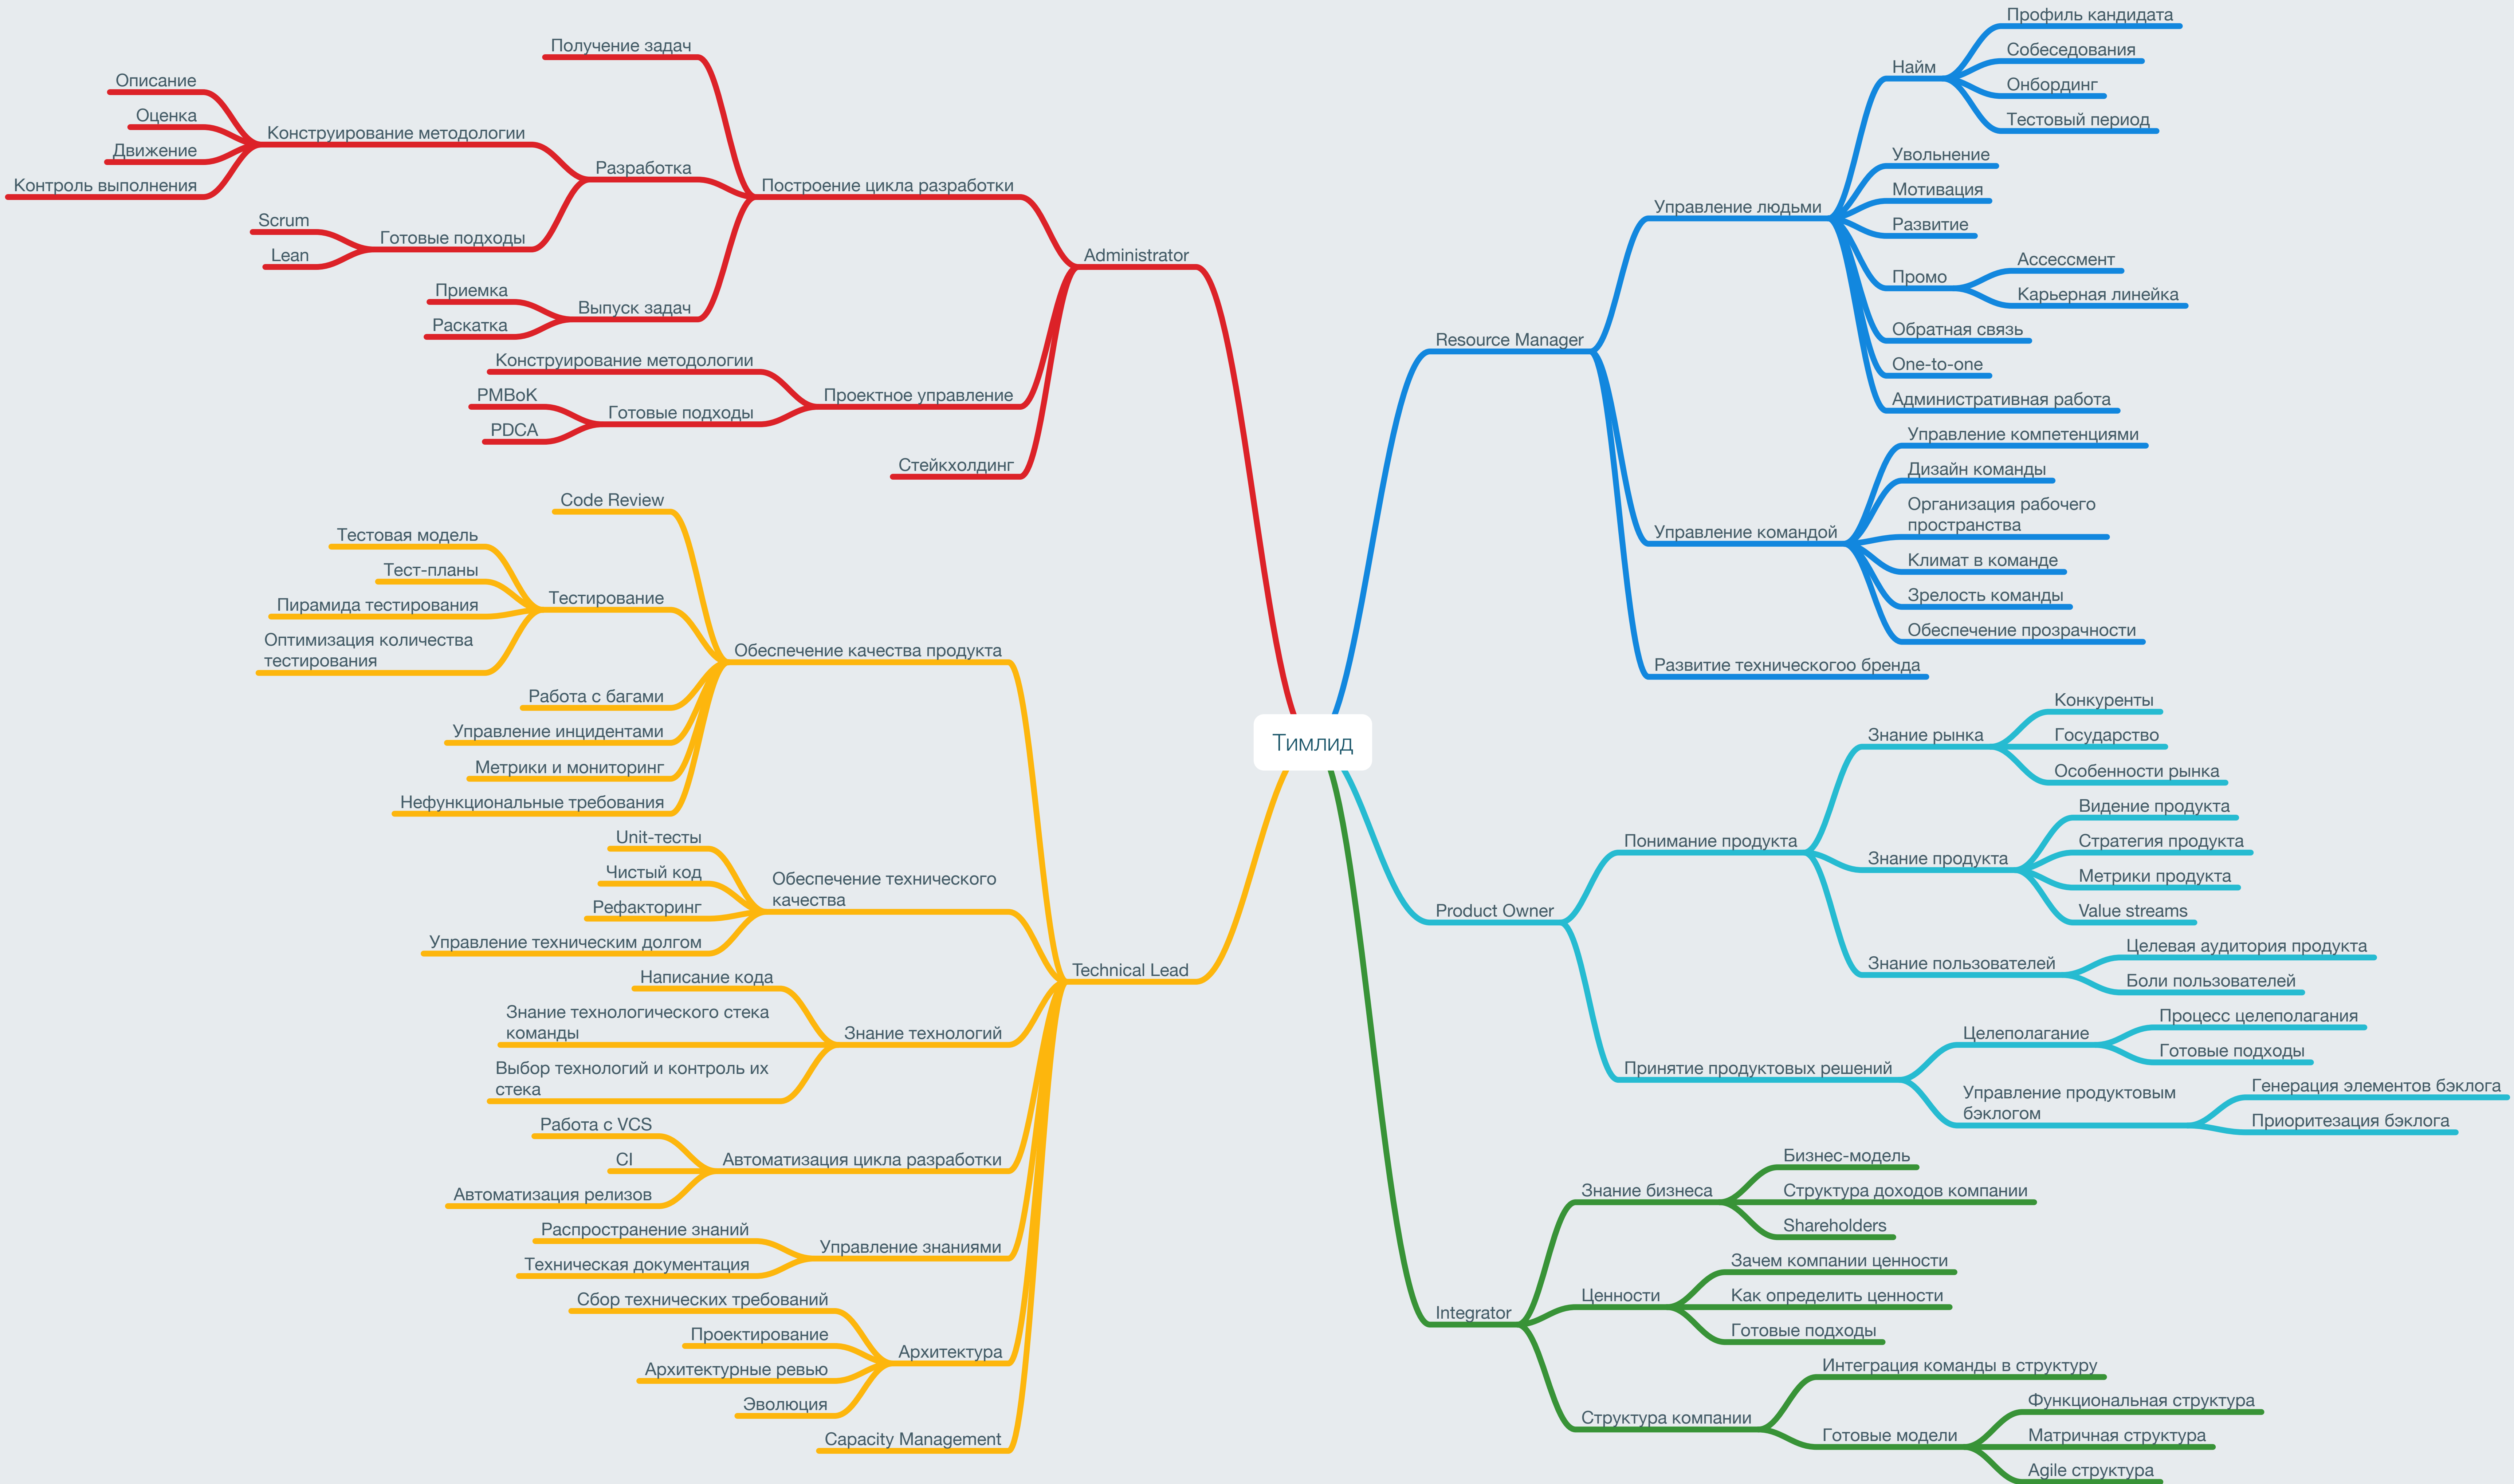 Тимлид
Administrator
Построение цикла разработки
Получение задач
Разработка
Конструирование методологии
Описание
Оценка
Движение
Контроль выполнения
Готовые подходы
Scrum
Lean
Выпуск задач
Приемка
Раскатка
Проектное управление
Конструирование методологии
Готовые подходы
PMBoK
PDCA
Стейкхолдинг
Technical Lead
Обеспечение качества продукта
Code Review
Тестирование
Тестовая модель
Тест-планы
Пирамида тестирования
Оптимизация количества
тестирования
Работа с багами
Управление инцидентами
Метрики и мониторинг
Нефункциональные требования
Обеспечение технического
качества
Unit-тесты
Чистый код
Рефакторинг
Управление техническим долгом
Знание технологий
Написание кода
Знание технологического стека
команды
Выбор технологий и контроль их
стека
Автоматизация цикла разработки
Работа с VCS
CI
Автоматизация релизов
Управление знаниями
Распространение знаний
Техническая документация
Архитектура
Сбор технических требований
Проектирование
Архитектурные ревью
Эволюция
Capacity Management
Resource Manager
Управление людьми
Найм
Профиль кандидата
Собеседования
Онбординг
Тестовый период
Увольнение
Мотивация
Развитие
Промо
Ассессмент
Карьерная линейка
Обратная связь
One-to-one
Административная работа
Управление командой
Управление компетенциями
Дизайн команды
Организация рабочего
пространства
Климат в команде
Зрелость команды
Обеспечение прозрачности
Развитие техническогоо бренда
Product Owner
Понимание продукта
Знание рынка
Конкуренты
Государство
Особенности рынка
Знание продукта
Видение продукта
Стратегия продукта
Метрики продукта
Value streams
Знание пользователей
Целевая аудитория продукта
Боли пользователей
Принятие продуктовых решений
Целеполагание
Процесс целеполагания
Готовые подходы
Управление продуктовым
бэклогом
Генерация элементов бэклога
Приоритезация бэклога
Integrator
Знание бизнеса
Бизнес-модель
Структура доходов компании
Shareholders
Ценности
Зачем компании ценности
Как определить ценности
Готовые подходы
Структура компании
Интеграция команды в структуру
Готовые модели
Функциональная структура
Матричная структура
Agile структура